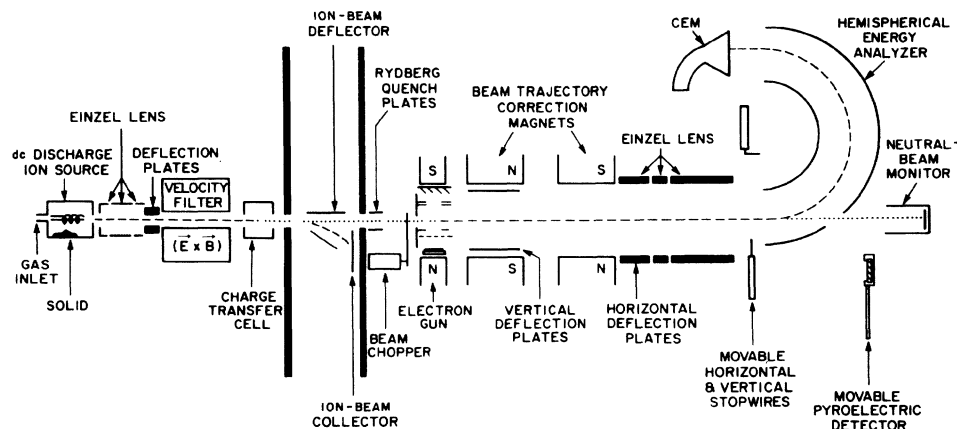 ION-BEAM
DEFLECTOR
CEM
HEMISPHERICAL
ENERGY
ANALYZER
RYDBERG
QUENCH
PLATES
BEAM TRAJECTORY
CORRECTION
MAGNETS
EINZEL LENS
dc DISCHARGE
ION SOURCE
DEFLECTION
PLATES
VELOCITY
FILTER
(E x B)
EINZEL LENS
NEUTRAL-
BEAM
MONITOR
S
N
S
N
S
N
GAS
INLET
SOLID
CHARGE
TRANSFER
CELL
ELECTRON
GUN
BEAM
CHOPPER
VERTICAL
DEFLECTION
PLATES
HORIZONTAL
DEFLECTION
PLATES
ION-BEAM
COLLECTOR
MOVABLE
HORIZONTAL
& VERTICAL
STOPWIRES
MOVABLE
PYROELECTRIC
DETECTOR